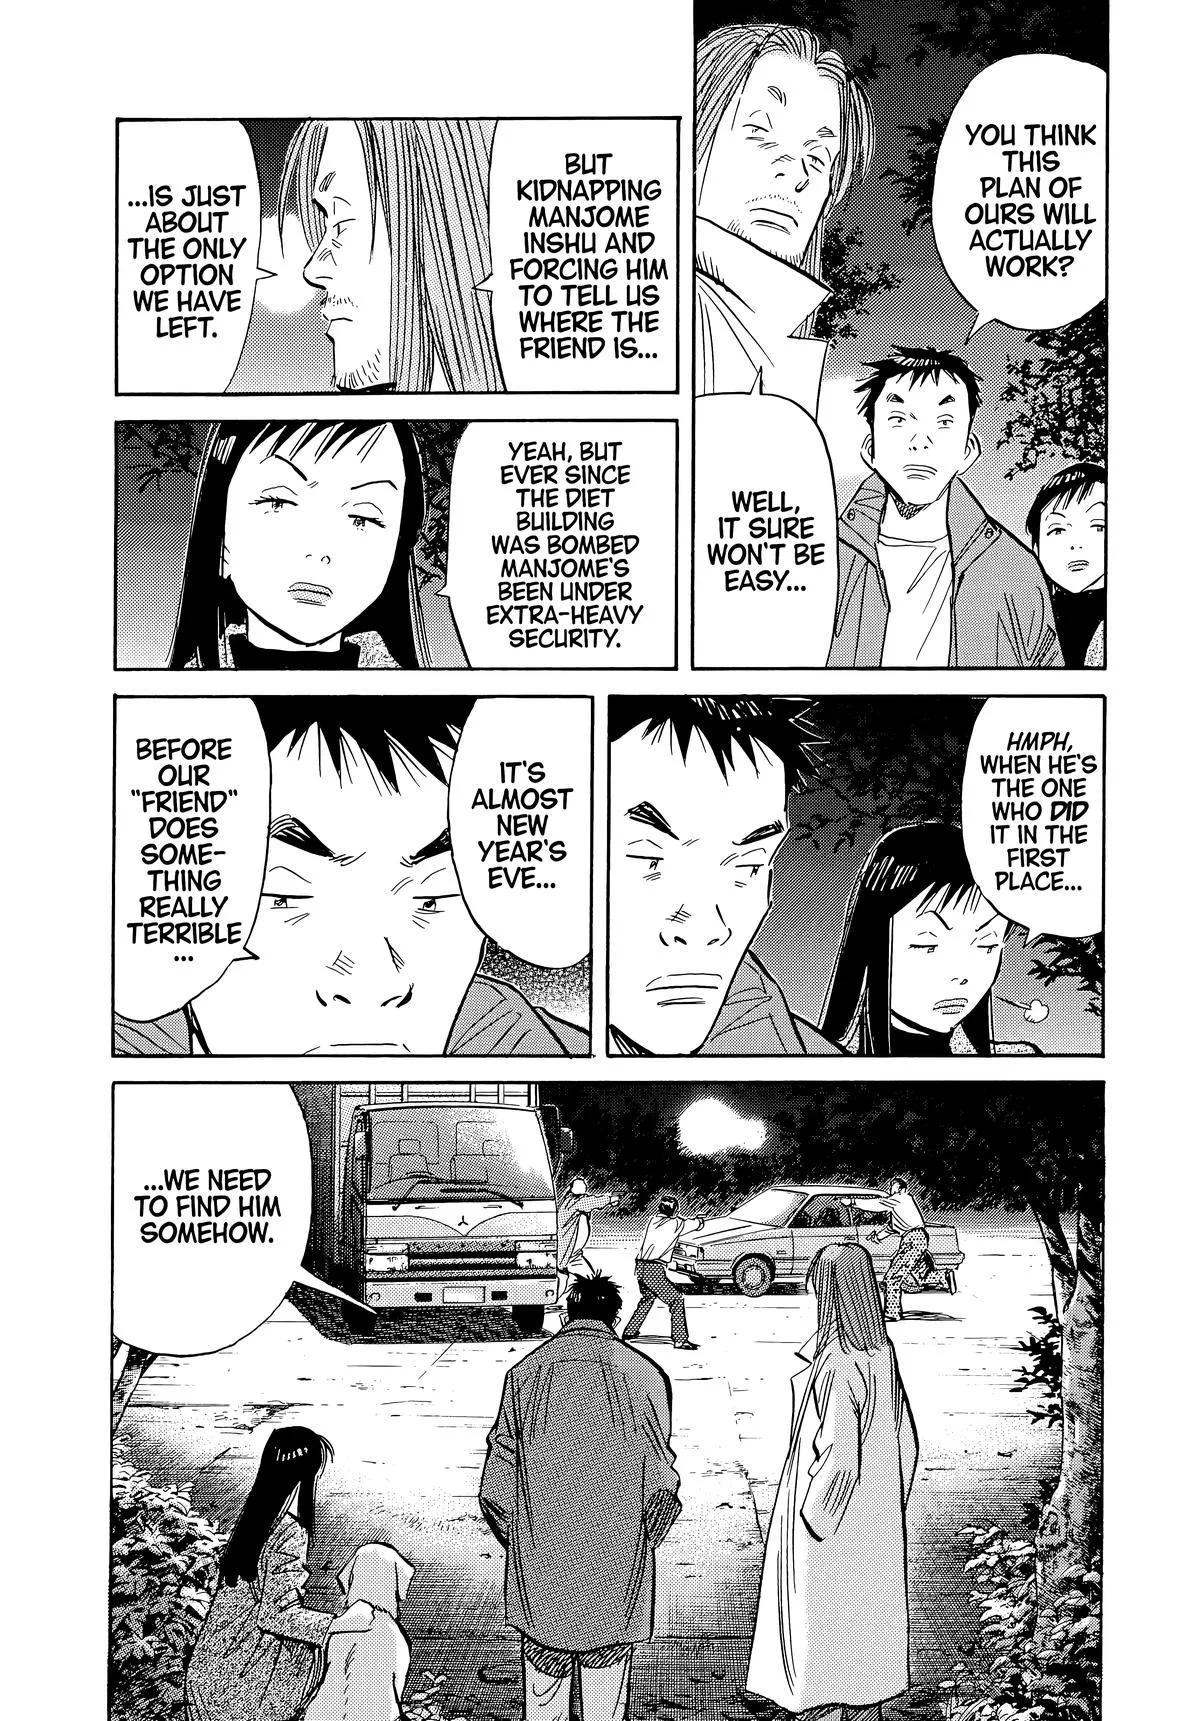 YOU THINK
THIS
PLAN OF
OURS WILL
ACTUALLY
WORK?
WELL,
IT SURE
WON'T BE
EASY...
BUT
KIDNAPPING
MANJOME
INSHU AND
FORCING HIM
TO TELL US
WHERE THE
FRIEND IS...
...IS JUST
ABOUT
THE ONLY
OPTION
WE HAVE
LEFT.
YEAH, BUT
EVER SINCE
THE DIET
BUILDING
WAS BOMBED
MANJOME'S
BEEN UNDER
EXTRA-HEAVY
SECURITY.
HMPH,
WHEN HE'S
THE ONE
WHO DID
IT IN THE
FIRST
PLACE...
IT'S
ALMOST
NEW
YEAR'S
EVE...
BEFORE
OUR
"FRIEND"
DOES
SOME-
THING
REALLY
TERRIBLE
...
...WE NEED
TO FIND HIM
SOMEHOW.